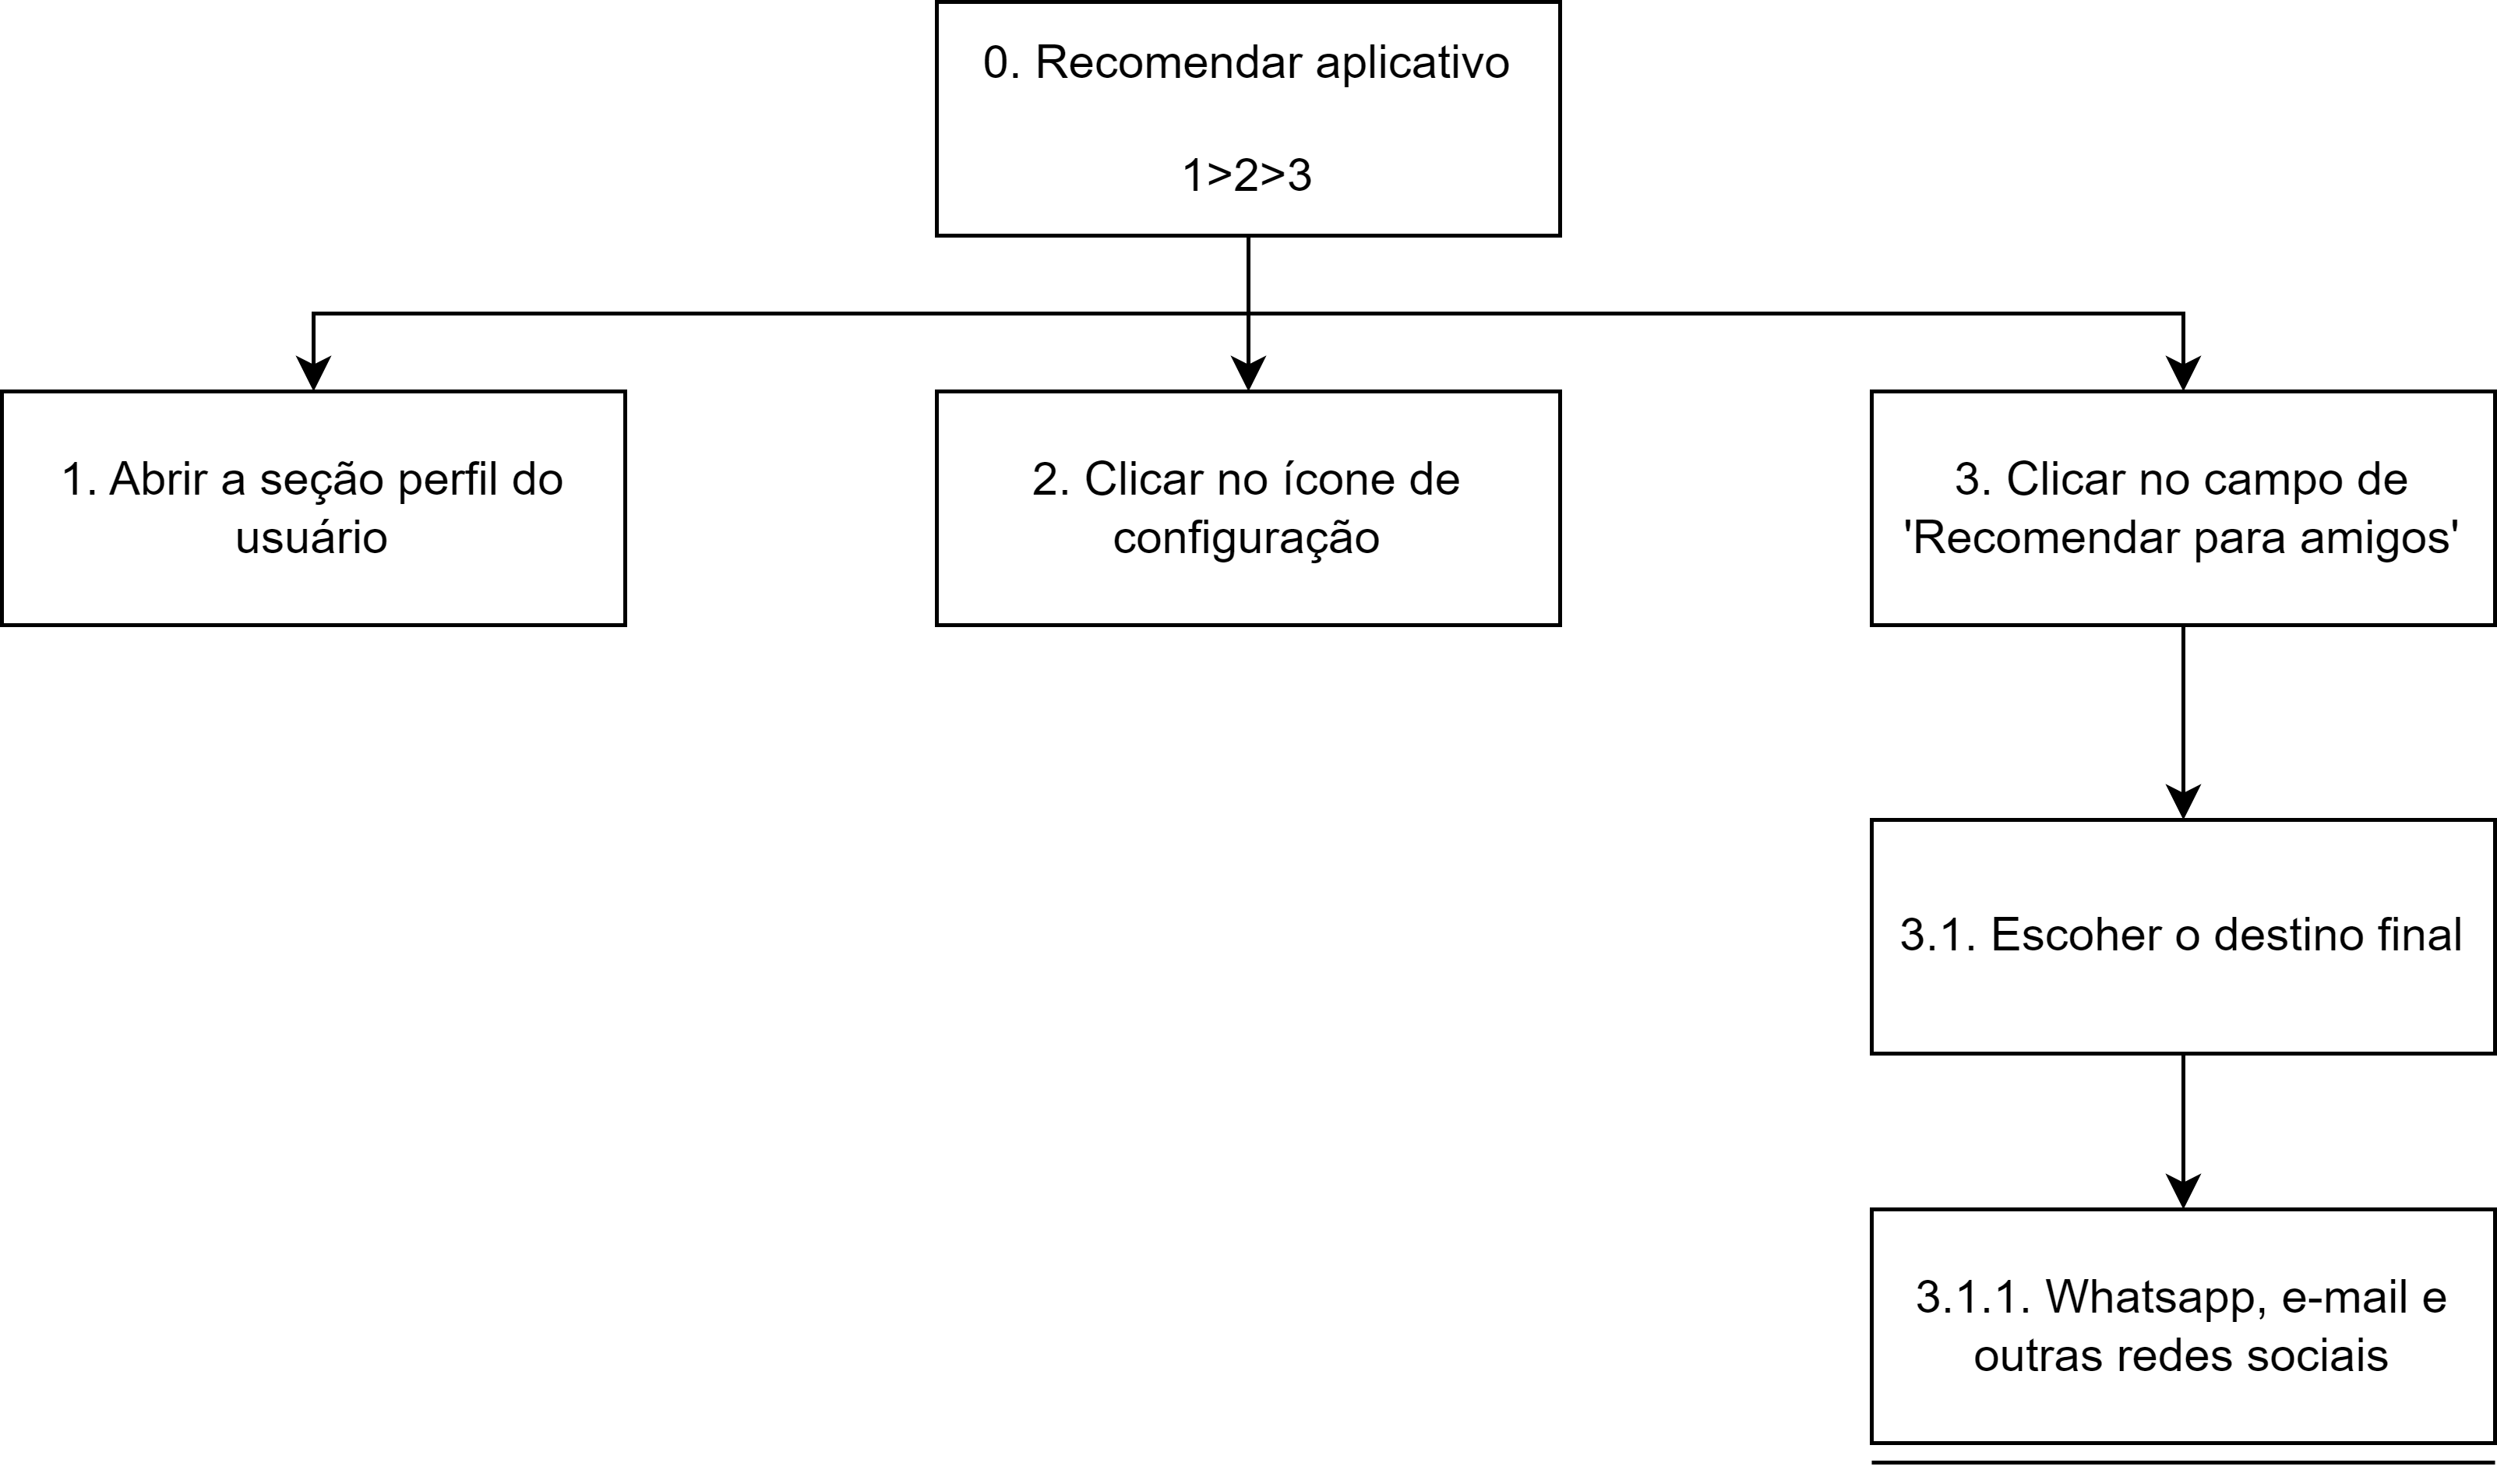 0. Recomendar aplicativo
1>2>3
1. Abrir a seção perfil do
usuário
2. Clicar no ícone de
configuração
3. Clicar no campo de
'Recomendar para amigos'
3.1. Escoher o destino final
3.1.1. Whatsapp, e-mail e
outras redes sociais